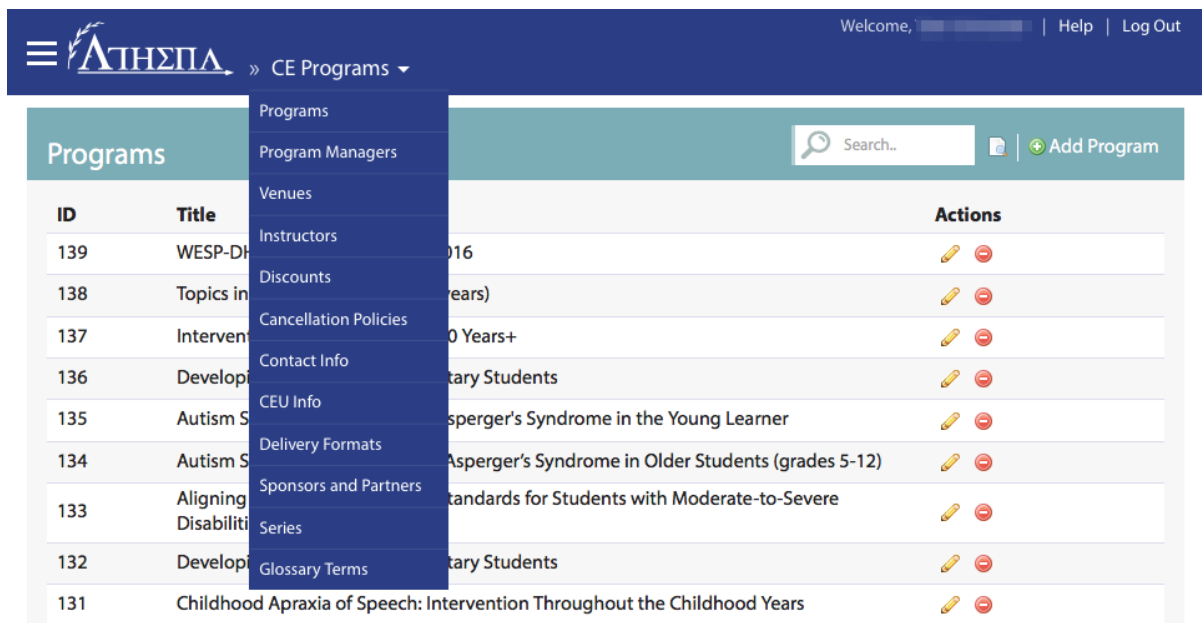 Welcome, | Help | Log Out
ΑTHΣΠΑ » CE Programs
Programs
Program Managers
Venues
Instructors
Discounts
Cancellation Policies
Contact Info
CEU Info
Delivery Formats
Sponsors and Partners
Series
Glossary Terms
Programs Search.. | Add Program
ID Title Actions
139 WESP-DH 016
138 Topics in years)
137 Interven 0 Years+
136 Developi tary Students
135 Autism S sperger's Syndrome in the Young Learner
134 Autism S Asperger’s Syndrome in Older Students (grades 5-12)
133 Aligning tandards for Students with Moderate-to-Severe
Disabiliti
132 Developi tary Students
131 Childhood Apraxia of Speech: Intervention Throughout the Childhood Years